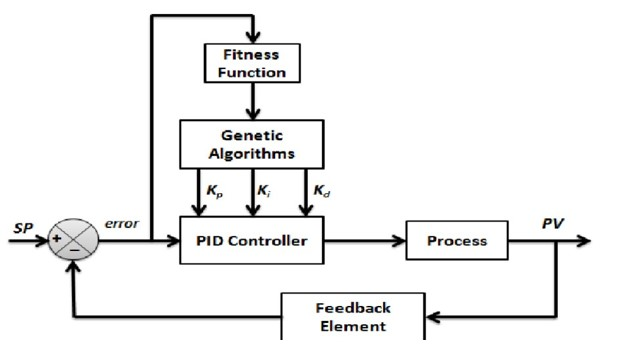 Fitness
Function
Genetic
Algorithms
Kp Ki Kd
SP
+
−
error
PID Controller
Process
PV
Feedback
Element